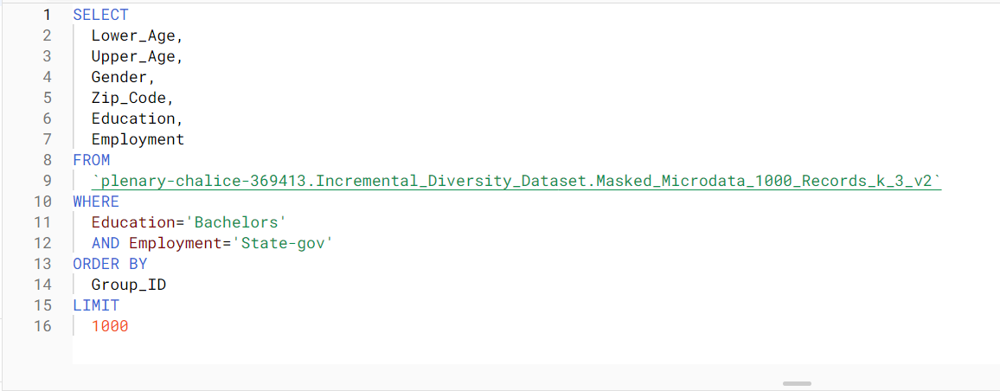 1 SELECT
2 Lower_Age,
3 Upper_Age,
4 Gender,
5 Zip_Code,
6 Education,
7 Employment
8 FROM
9 `plenary-chalice-369413.Incremental_Diversity_Dataset.Masked_Microdata_1000_Records_k_3_v2`
10 WHERE
11 Education='Bachelors'
12 AND Employment='State-gov'
13 ORDER BY
14 Group_ID
15 LIMIT
16 1000